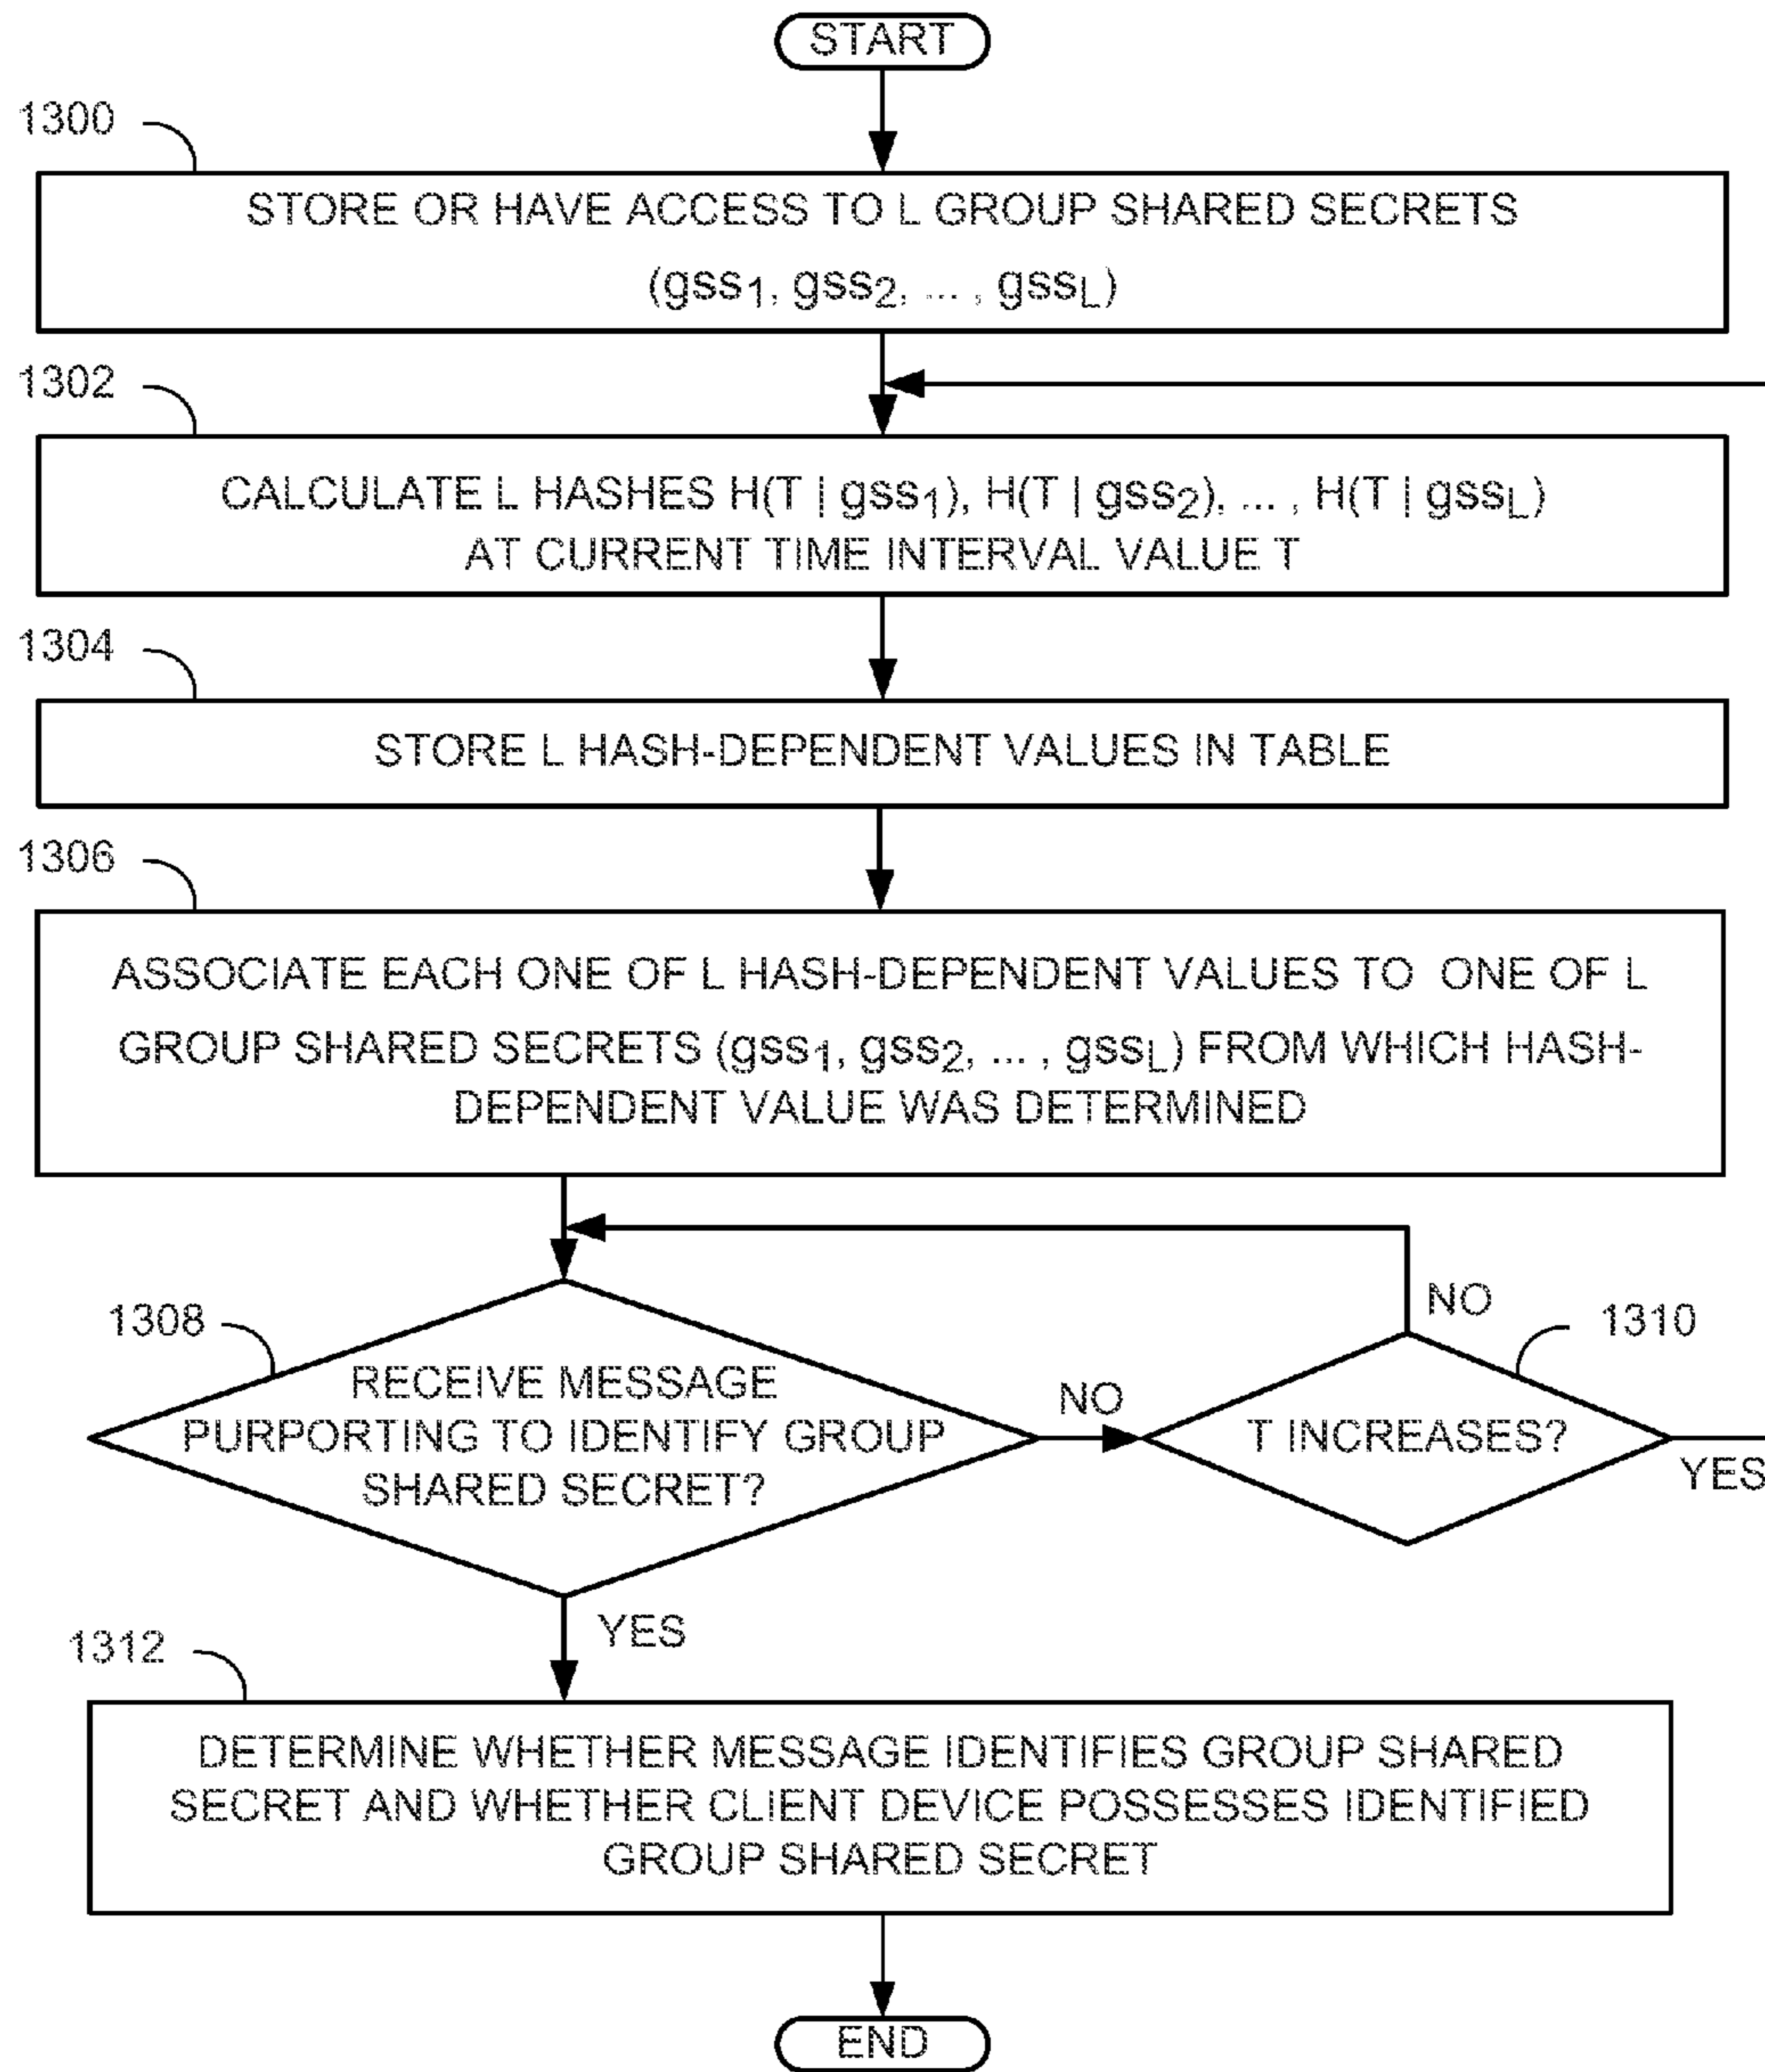 START
1300
STORE OR HAVE ACCESS TO L GROUP SHARED SECRETS
(gss1, gss2, ... , gssL)
1302
CALCULATE L HASHES H(T | gss1), H(T | gss2), ... , H(T | gssL)
AT CURRENT TIME INTERVAL VALUE T
1304
STORE L HASH-DEPENDENT VALUES IN TABLE
1306
ASSOCIATE EACH ONE OF L HASH-DEPENDENT VALUES TO ONE OF L
GROUP SHARED SECRETS (gss1, gss2, ... , gssL) FROM WHICH HASH-
DEPENDENT VALUE WAS DETERMINED
1308
RECEIVE MESSAGE
PURPORTING TO IDENTIFY GROUP
SHARED SECRET?
NO
1310
T INCREASES?
NO
YES
YES
1312
DETERMINE WHETHER MESSAGE IDENTIFIES GROUP SHARED
SECRET AND WHETHER CLIENT DEVICE POSSESSES IDENTIFIED
GROUP SHARED SECRET
END